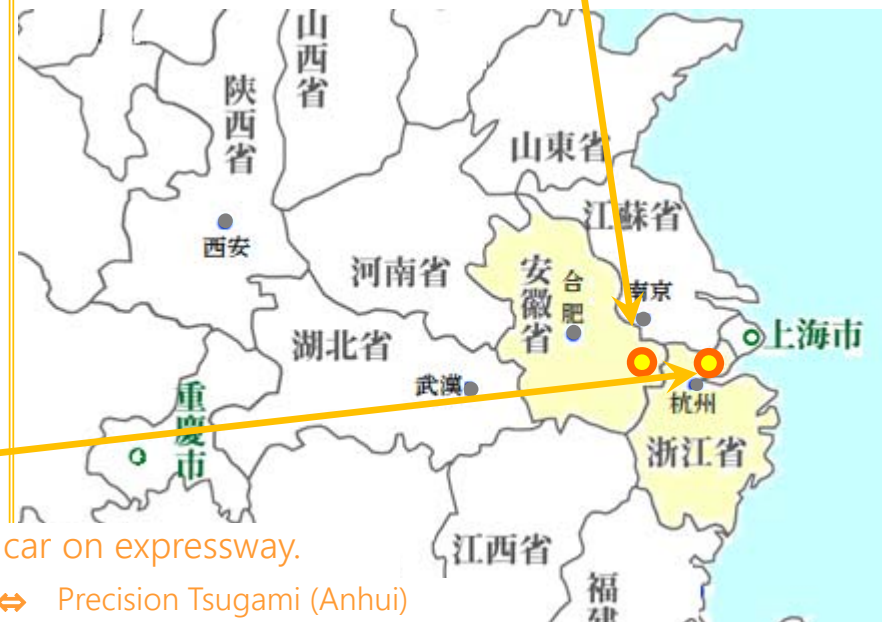 山西省
陝西省
山東省
江蘇省
西安
河南省
安徽省
合肥
南京
湖北省
上海市
武漢
重慶市
杭州
浙江省
car on expressway.
江西省
⇔ Precision Tsugami (Anhui)
福建